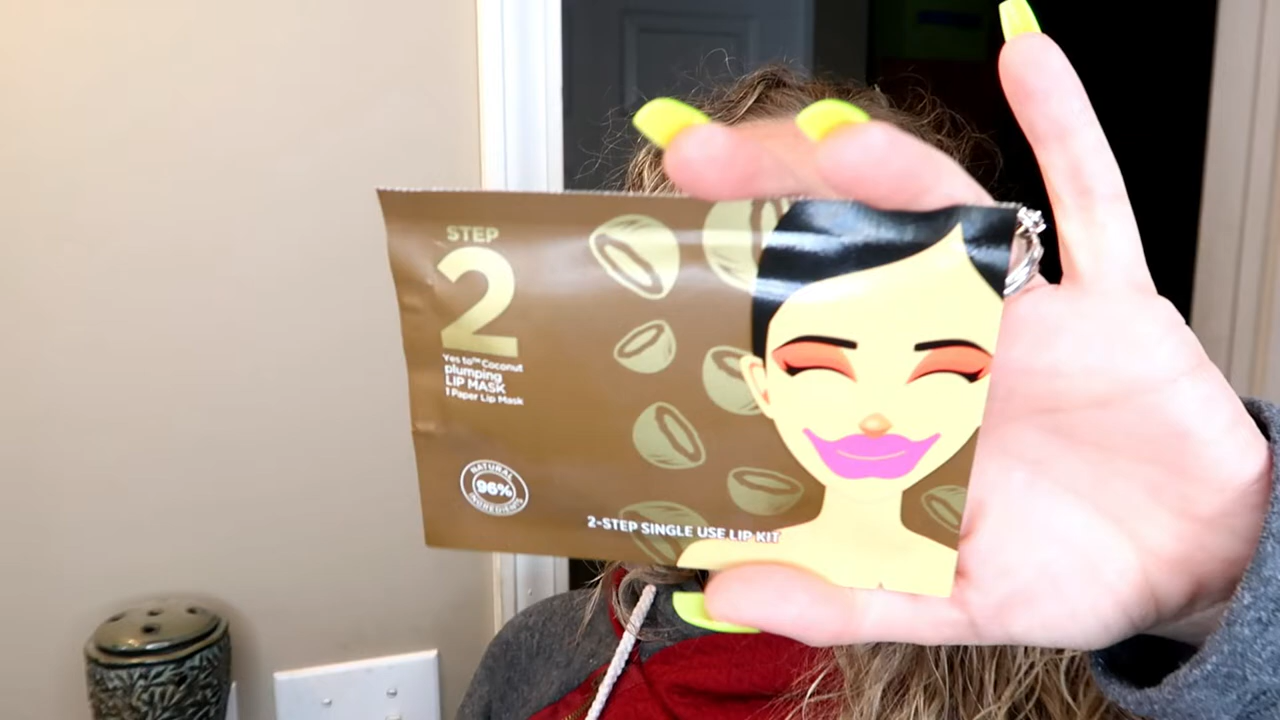 STEP
2
Yes to™ Coconut
plumping
LIP MASK
1 Paper Lip Mask
NATURAL
96%
INGREDIENTS
2-STEP SINGLE USE LIP KIT